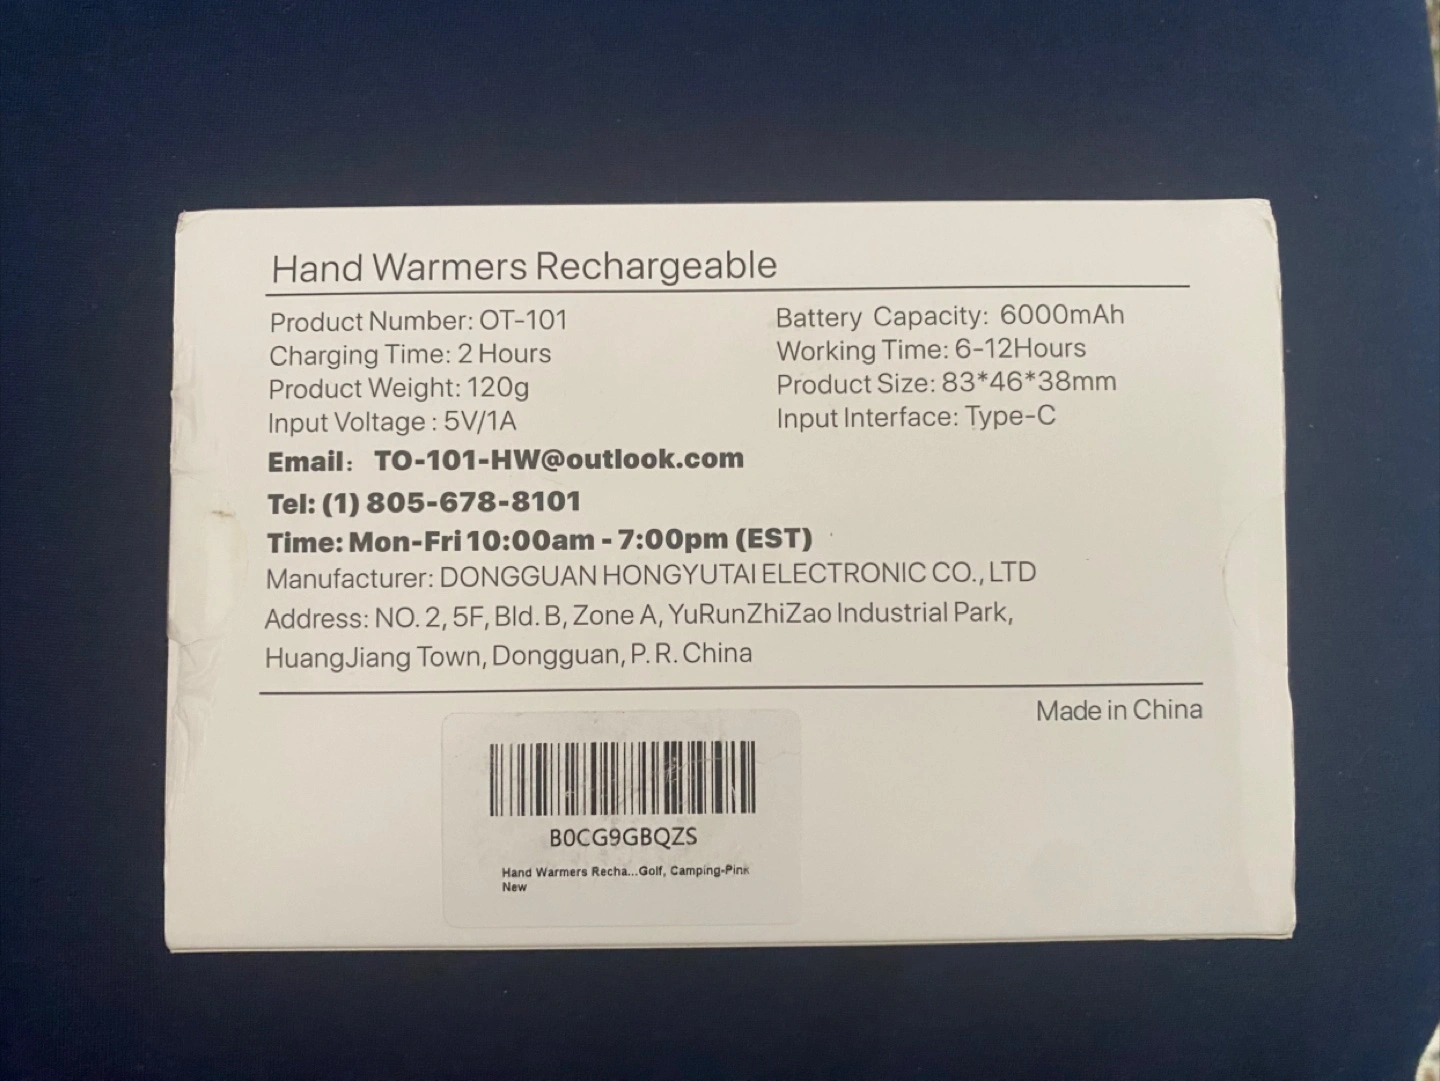 Hand Warmers Rechargeable
Product Number: OT-101
Charging Time: 2 Hours
Product Weight: 120g
Input Voltage : 5V/1A
Battery Capacity: 6000mAh
Working Time: 6-12Hours
Product Size: 83*46*38mm
Input Interface: Type-C
Email: TO-101-HW@outlook.com
Tel: (1) 805-678-8101
Time: Mon-Fri 10:00am - 7:00pm (EST)
Manufacturer: DONGGUAN HONGYUTAI ELECTRONIC CO., LTD
Address: NO. 2, 5F, Bld. B, Zone A, YuRunZhiZao Industrial Park,
HuangJiang Town, Dongguan, P. R. China
Made in China
B0CG9GBQZS
Hand Warmers Recha...Golf, Camping-Pink
New